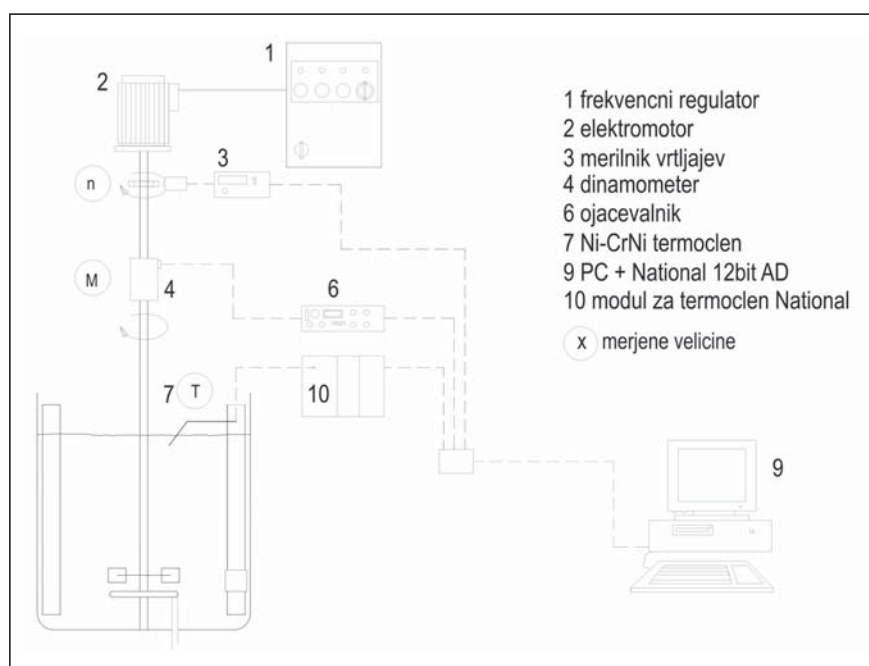 1
2
3
n
M
4
6
7
T
10
9
1 frekvencni regulator
2 elektromotor
3 merilnik vrtljajev
4 dinamometer
6 ojacevalnik
7 Ni-CrNi termoclen
9 PC + National 12bit AD
10 modul za termoclen National
x merjene velicine